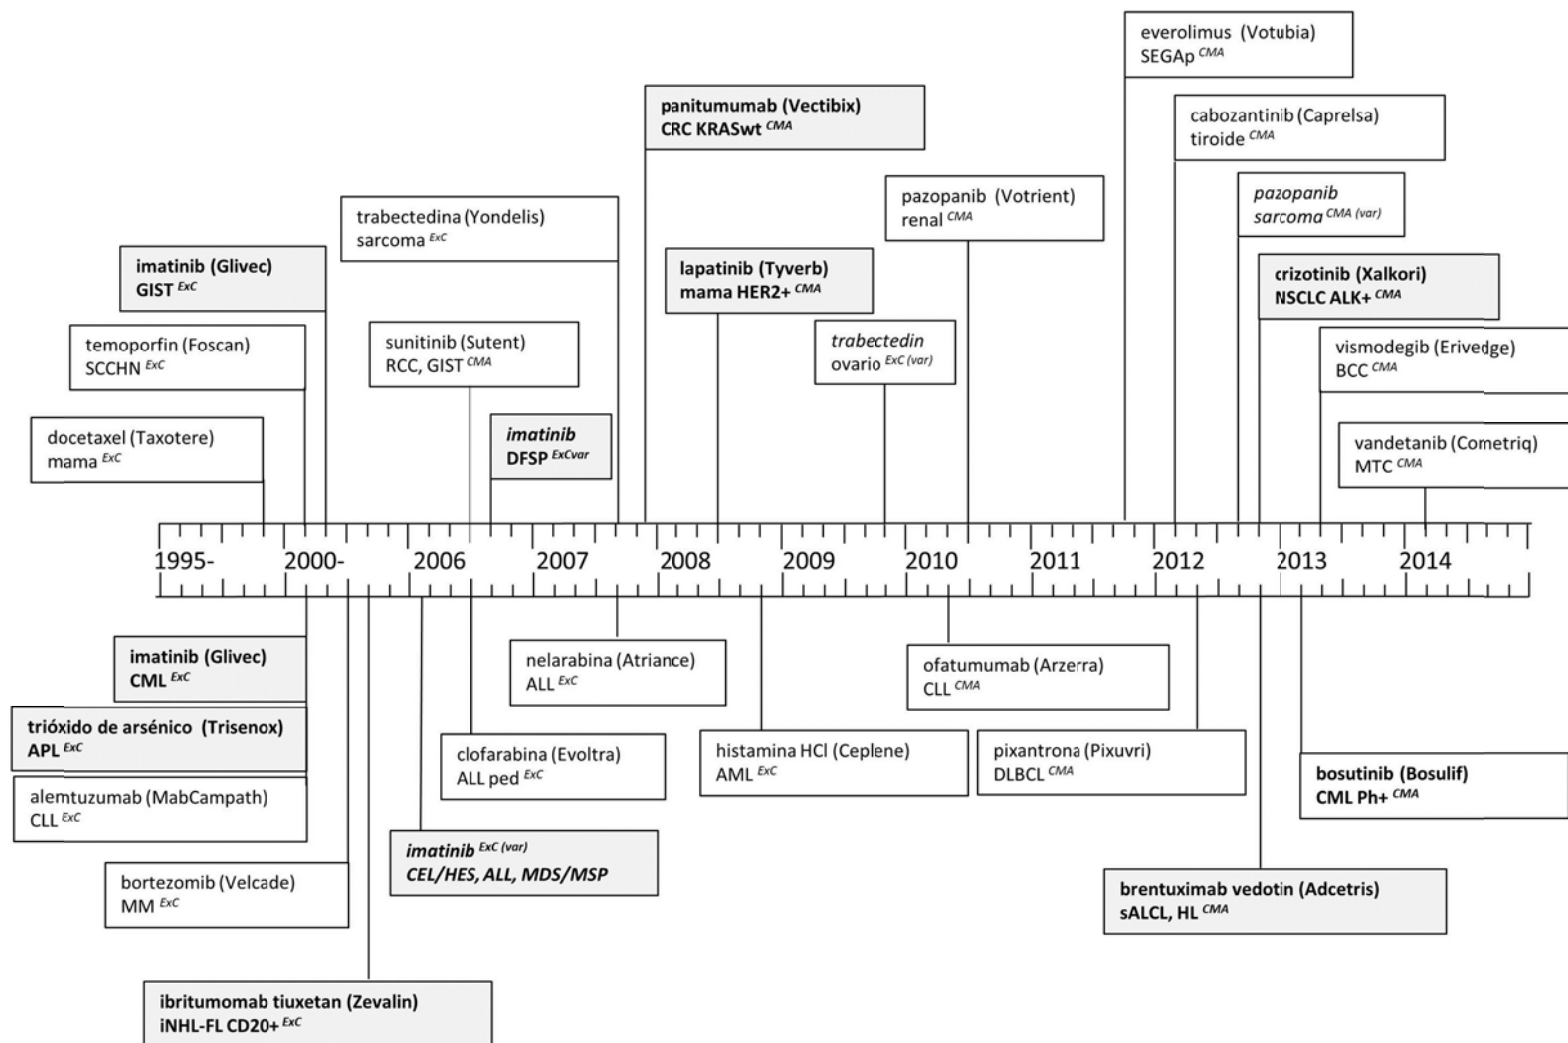 everolimus (Votubia)
SEGAp CMA
panitumumab (Vectibix)
CRC KRASwt CMA
cabozantinib (Caprelsa)
tiroide CMA
pazopanib (Votrient)
renal CMA
pazopanib
sarcoma CMA (var)
trabectedina (Yondelis)
sarcoma ExC
imatinib (Glivec)
GIST ExC
lapatinib (Tyverb)
mama HER2+ CMA
crizotinib (Xalkori)
NSCLC ALK+ CMA
temoporfin (Foscan)
SCCHN ExC
sunitinib (Sutent)
RCC, GIST CMA
trabectedin
ovario ExC (var)
vismodegib (Erivedge)
BCC CMA
docetaxel (Taxotere)
mama ExC
imatinib
DFSP ExCvar
vandetanib (Cometriq)
MTC CMA
1995- 2000- 2006 2007 2008 2009 2010 2011 2012 2013 2014
imatinib (Glivec)
CML ExC
nelarabina (Atriance)
ALL ExC
ofatumumab (Arzerra)
CLL CMA
trióxido de arsénico (Trisenox)
APL ExC
clofarabina (Evoltra)
ALL ped ExC
histamina HCl (Ceplene)
AML ExC
pixantrona (Pixuvri)
DLBCL CMA
bosutinib (Bosulif)
CML Ph+ CMA
alemtuzumab (MabCampath)
CLL ExC
imatinib ExC (var)
CEL/HES, ALL, MDS/MSP
bortezomib (Velcade)
MM ExC
brentuximab vedotin (Adcetris)
sALCL, HL CMA
ibritumomab tiuxetan (Zevalin)
iNHL-FL CD20+ ExC